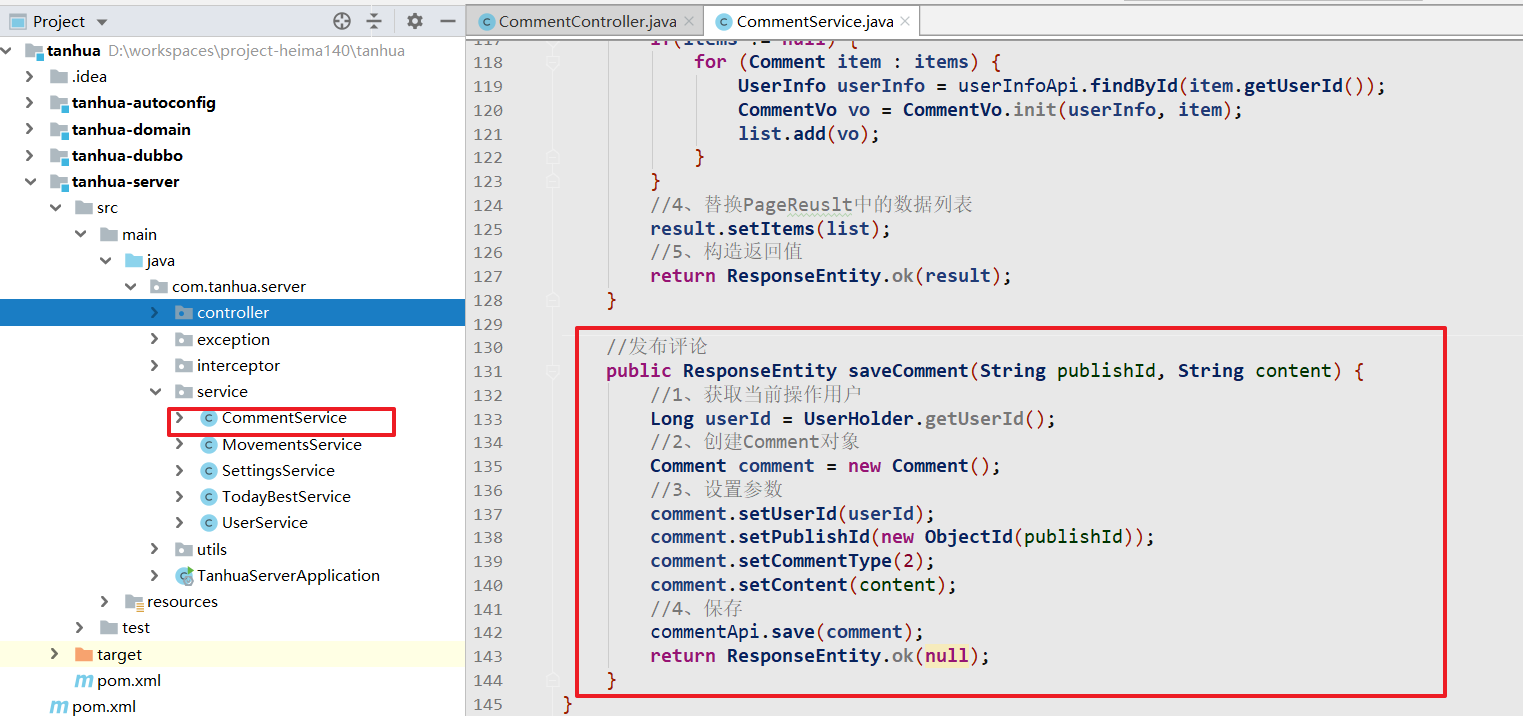 Project
CommentController.java
CommentService.java
tanhua D:\workspaces\project-heima140\tanhua
.idea
tanhua-autoconfig
tanhua-domain
tanhua-dubbo
tanhua-server
src
main
java
com.tanhua.server
controller
exception
interceptor
service
CommentService
MovementsService
SettingsService
TodayBestService
UserService
utils
TanhuaServerApplication
resources
test
target
pom.xml
pom.xml
117 if(items != null) {
118 for (Comment item : items) {
119 UserInfo userInfo = userInfoApi.findById(item.getUserId());
120 CommentVo vo = CommentVo.init(userInfo, item);
121 list.add(vo);
122 }
123 }
124 //4、替换PageReuslt中的数据列表
125 result.setItems(list);
126 //5、构造返回值
127 return ResponseEntity.ok(result);
128 }
129
130 //发布评论
131 public ResponseEntity saveComment(String publishId, String content) {
132 //1、获取当前操作用户
133 Long userId = UserHolder.getUserId();
134 //2、创建Comment对象
135 Comment comment = new Comment();
136 //3、设置参数
137 comment.setUserId(userId);
138 comment.setPublishId(new ObjectId(publishId));
139 comment.setCommentType(2);
140 comment.setContent(content);
141 //4、保存
142 commentApi.save(comment);
143 return ResponseEntity.ok(null);
144 }
145 }